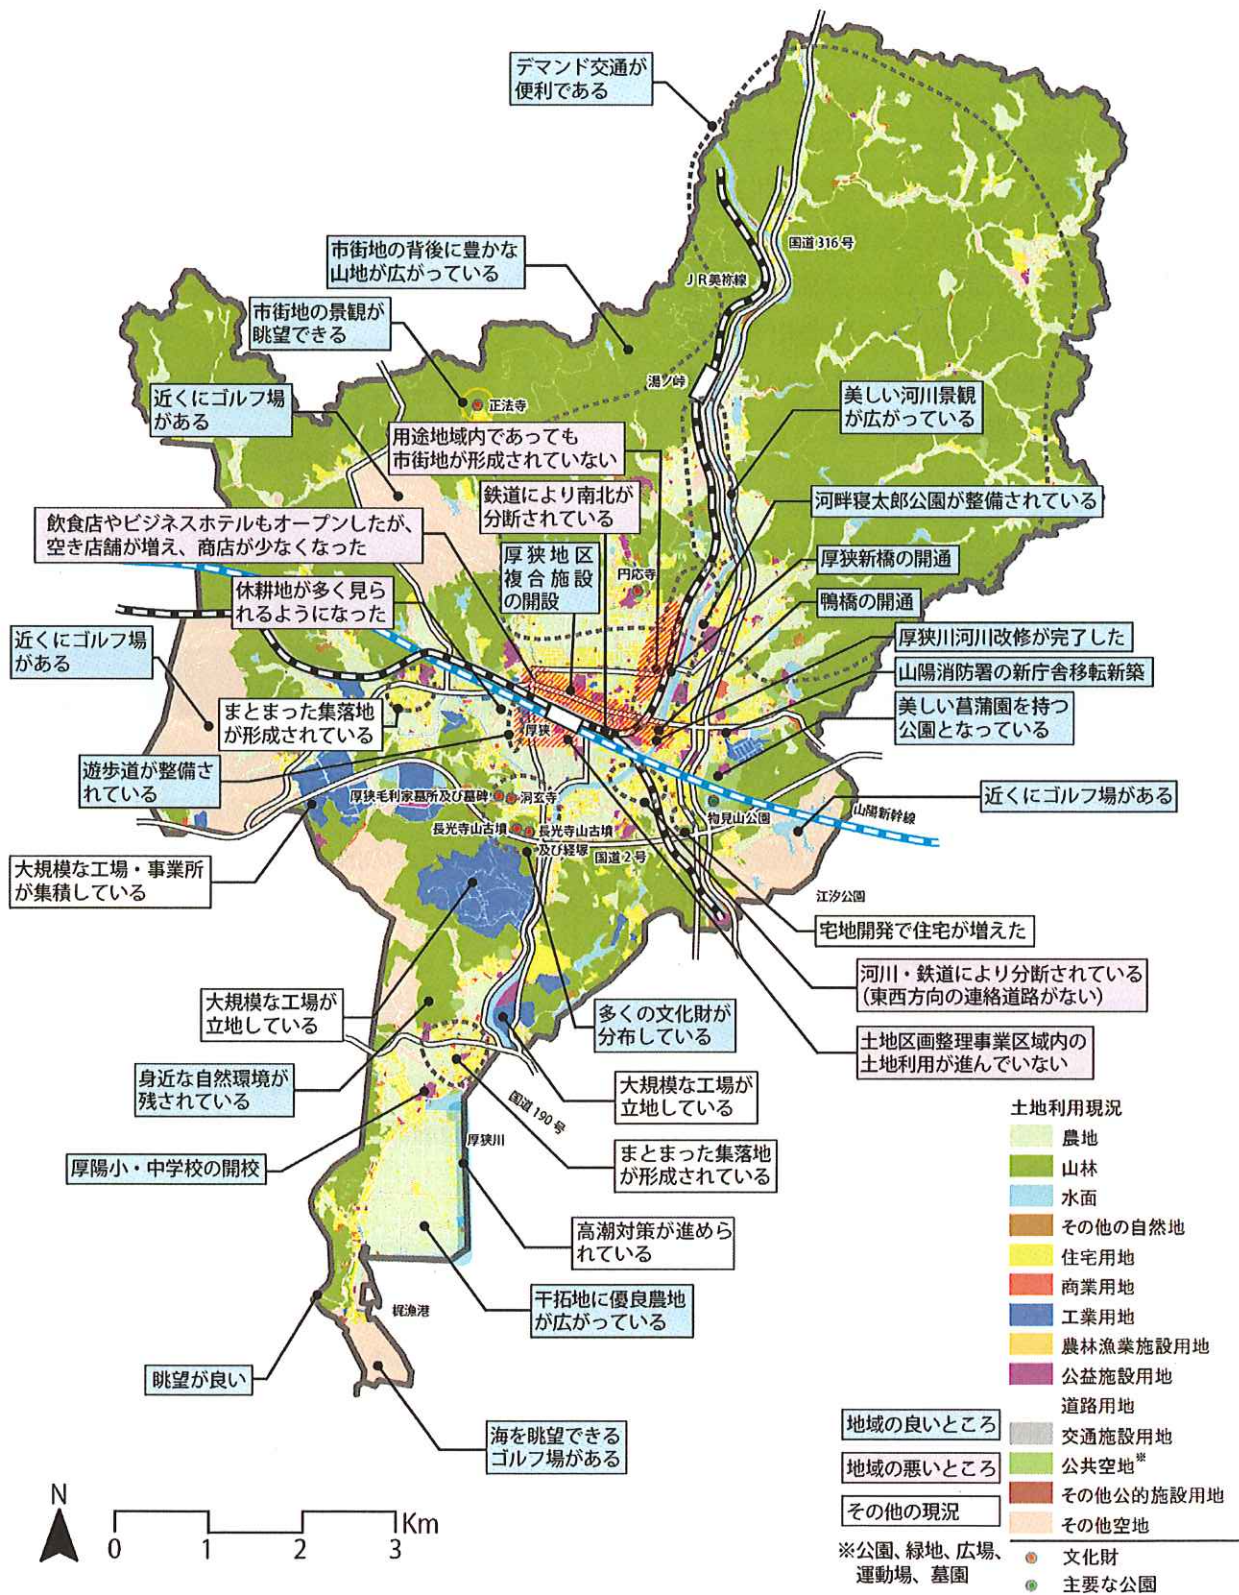 デマンド交通が
便利である
国道316号
市街地の背後に豊かな
山地が広がっている
JR美祢線
市街地の景観が
眺望できる
湯ノ峠
近くにゴルフ場
がある
正法寺
美しい河川景観
が広がっている
用途地域内であっても
市街地が形成されていない
鉄道により南北が
分断されている
河畔寝太郎公園が整備されている
飲食店やビジネスホテルもオープンしたが、
空き店舗が増え、商店が少なくなった
厚狭地区
複合施設
の開設
円応寺
厚狭新橋の開通
休耕地が多く見ら
れるようになった
鴨橋の開通
近くにゴルフ場
がある
厚狭川河川改修が完了した
山陽消防署の新庁舎移転新築
まとまった集落地
が形成されている
厚狭
美しい菖蒲園を持つ
公園となっている
遊歩道が整備さ
れている
厚狭毛利家墓所及び墓碑
洞玄寺
物見山公園
近くにゴルフ場がある
山陽新幹線
長光寺山古墳
長光寺山古墳
及び経塚
国道2号
大規模な工場・事業所
が集積している
江汐公園
宅地開発で住宅が増えた
河川・鉄道により分断されている
(東西方向の連絡道路がない)
大規模な工場が
立地している
多くの文化財が
分布している
土地区画整理事業区域内の
土地利用が進んでいない
身近な自然環境が
残されている
大規模な工場が
立地している
国道190号
厚狭川
厚陽小・中学校の開校
まとまった集落地
が形成されている
高潮対策が進めら
れている
干拓地に優良農地
が広がっている
梶漁港
眺望が良い
海を眺望できる
ゴルフ場がある
土地利用現況
農地
山林
水面
その他の自然地
住宅用地
商業用地
工業用地
農林漁業施設用地
公益施設用地
道路用地
交通施設用地
公共空地※
その他公的施設用地
その他空地
文化財
主要な公園
地域の良いところ
地域の悪いところ
その他の現況
※公園、緑地、広場、
運動場、墓園
N
0 1 2 3 Km